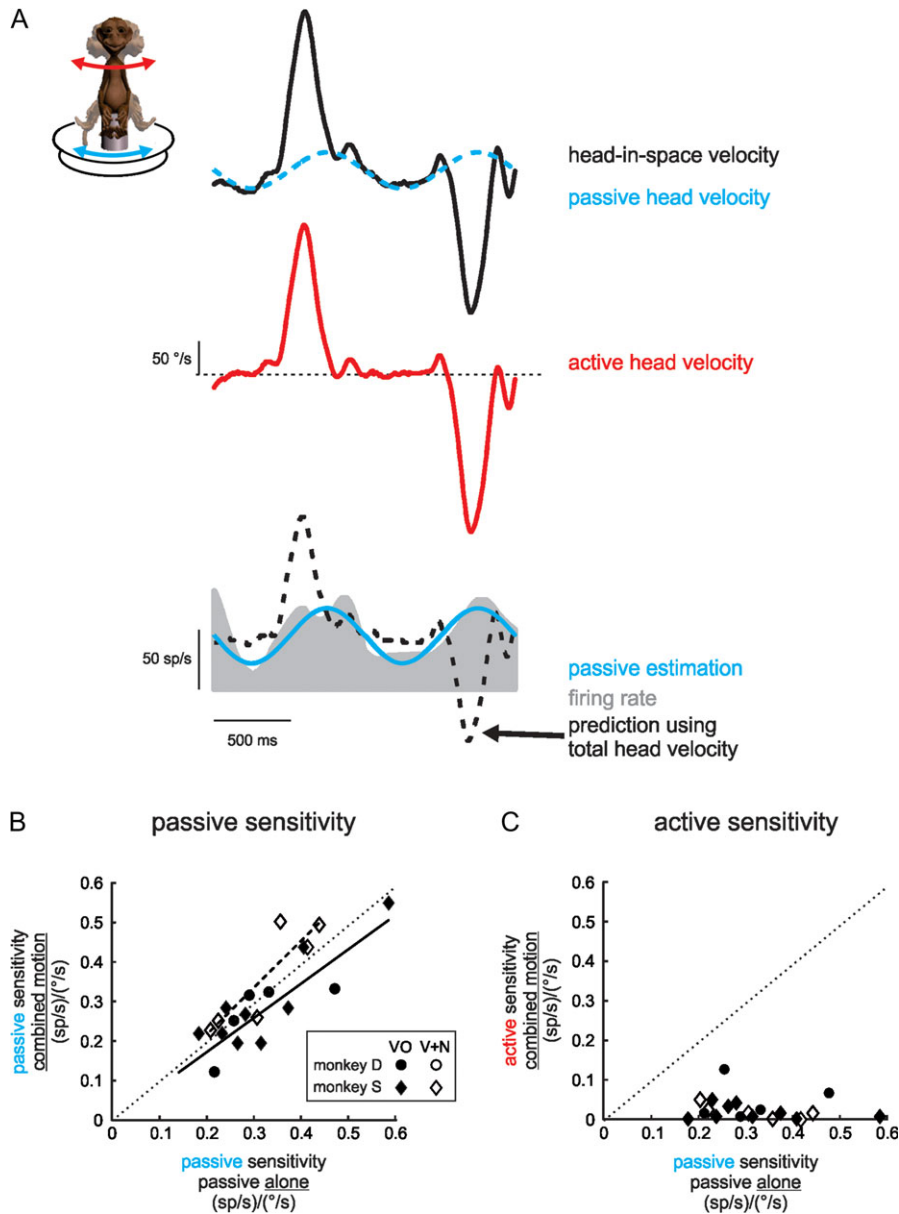 A
head-in-space velocity
passive head velocity
50 °/s
active head velocity
50 sp/s
500 ms
passive estimation
firing rate
prediction using
total head velocity
B
passive sensitivity
passive sensitivity
combined motion
(sp/s)/(°/s)
0.6
0.5
0.4
0.3
0.2
0.1
0
VO V+N
monkey D
monkey S
0 0.1 0.2 0.3 0.4 0.5 0.6
passive sensitivity
passive alone
(sp/s)/(°/s)
C
active sensitivity
active sensitivity
combined motion
(sp/s)/(°/s)
0.6
0.5
0.4
0.3
0.2
0.1
0
0 0.1 0.2 0.3 0.4 0.5 0.6
passive sensitivity
passive alone
(sp/s)/(°/s)